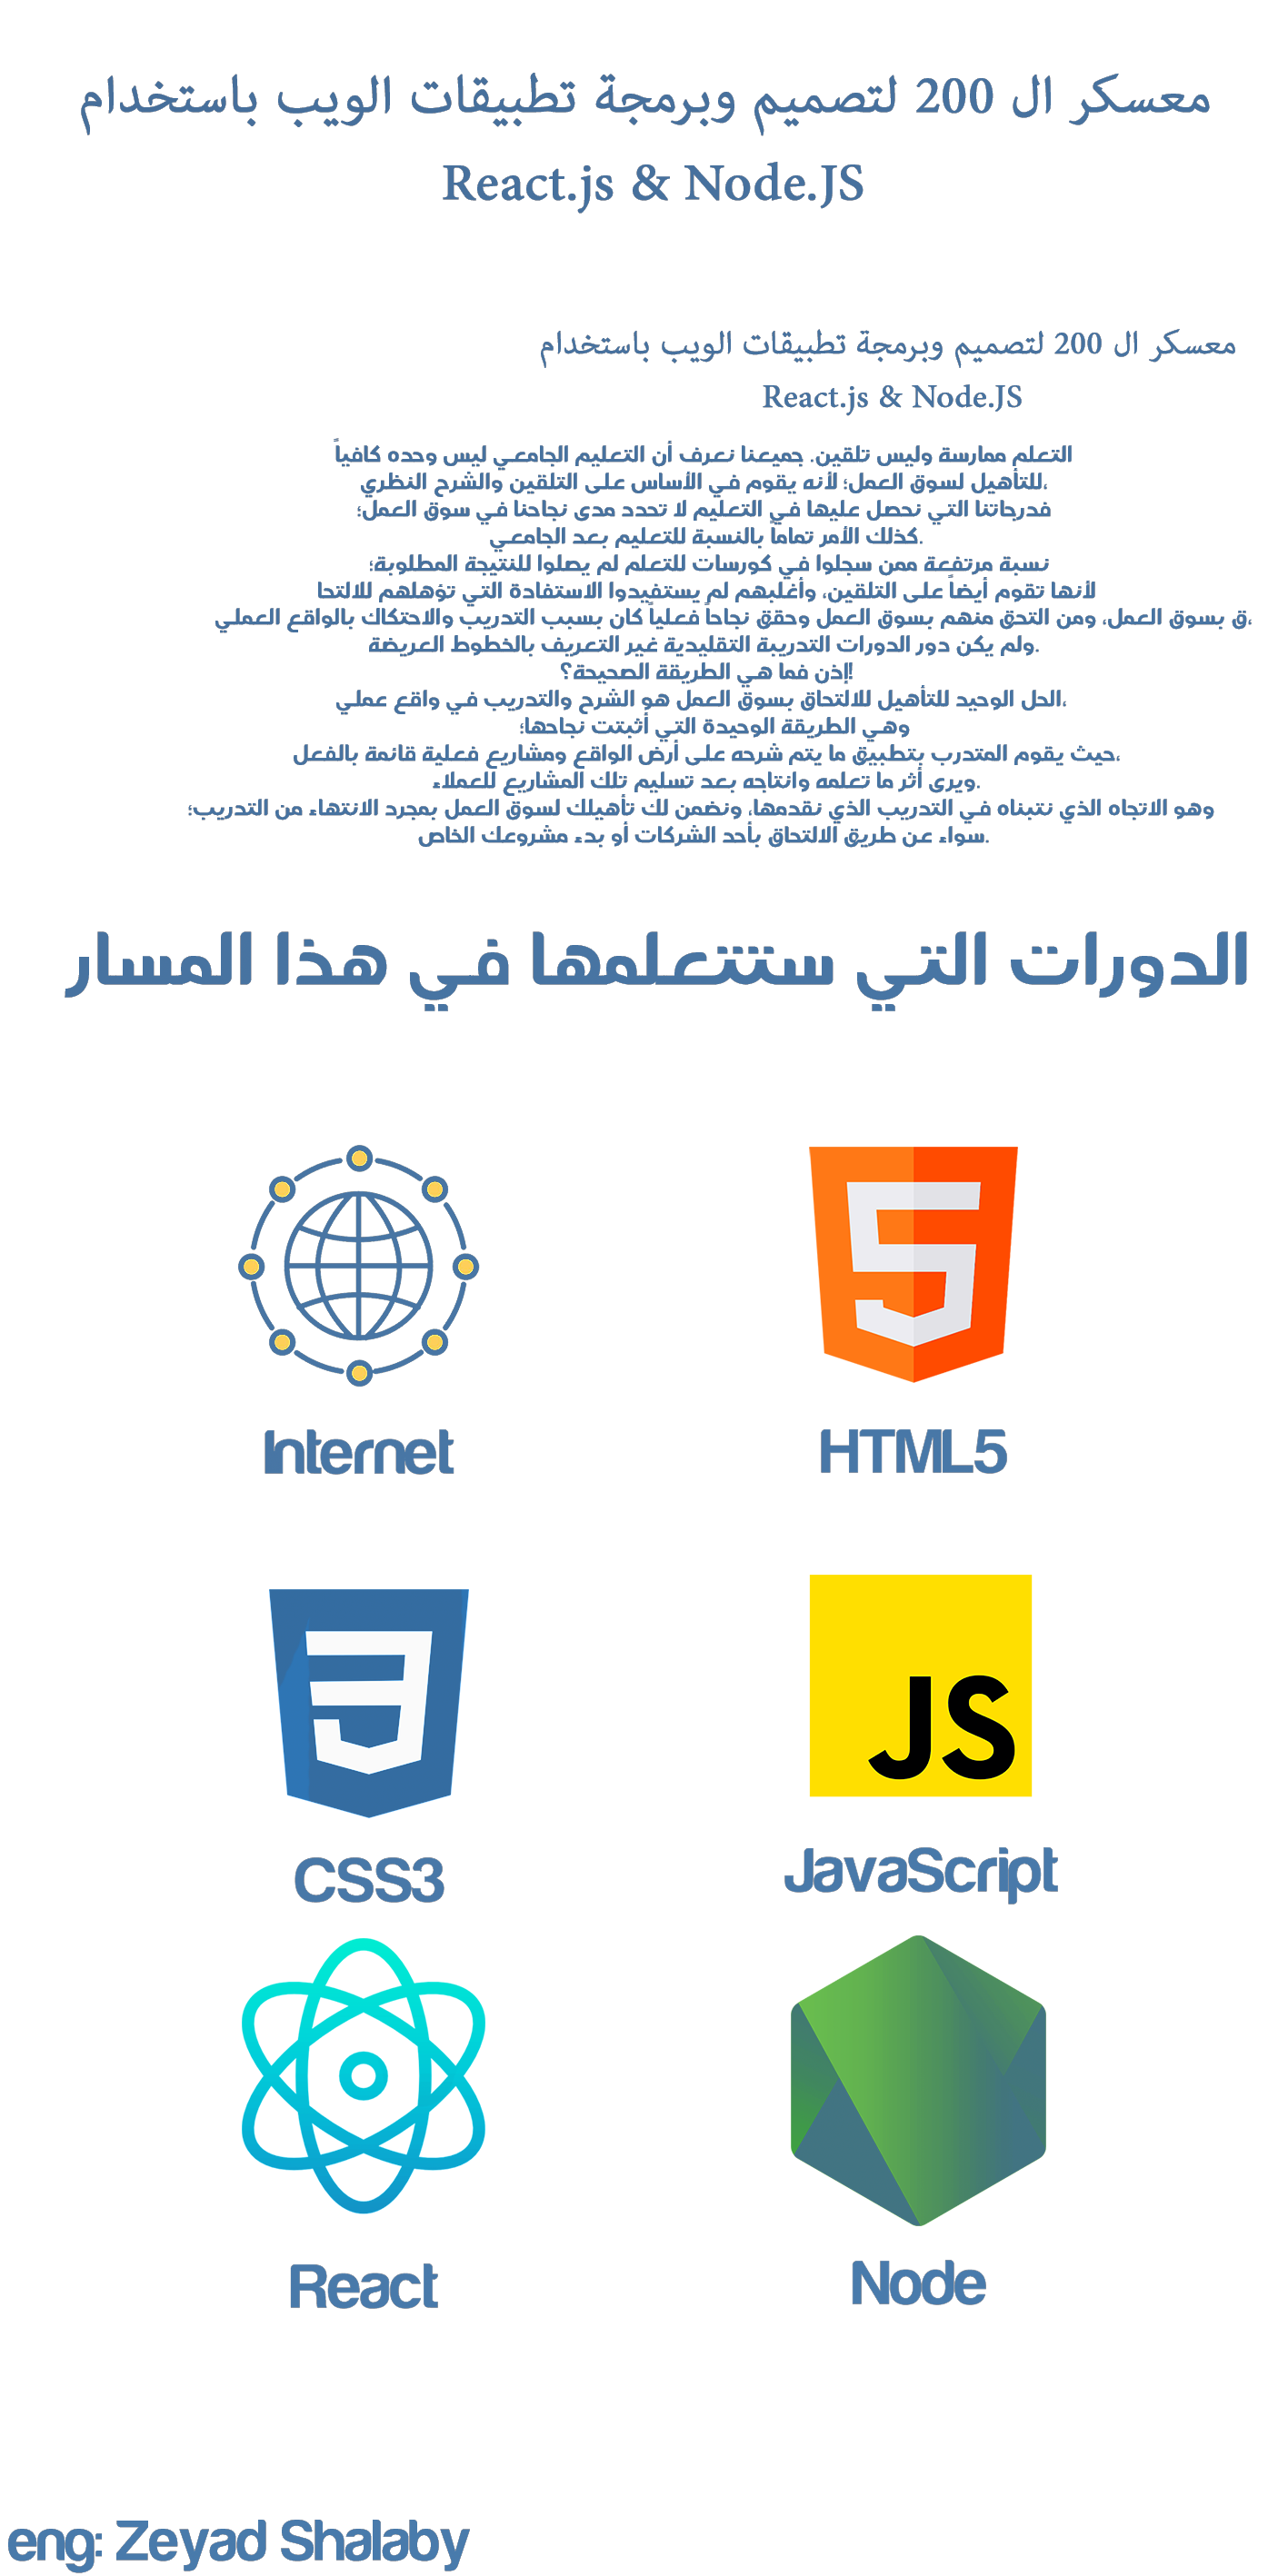 معسكر ال 200 لتصميم وبرمجة تطبيقات الويب باستخدام
React.js & Node.JS
معسكر ال 200 لتصميم وبرمجة تطبيقات الويب باستخدام
React.js & Node.JS
التعلم ممارسة وليس تلقين. جميعنا نعرف أن التعليم الجامعي ليس وحده كافياً
،للتأهيل لسوق العمل؛ لأنه يقوم في الأساس على التلقين والشرح النظري
فدرجاتنا التي نحصل عليها في التعليم لا تحدد مدى نجاحنا في سوق العمل؛
.كذلك الأمر تماماً بالنسبة للتعليم بعد الجامعي
نسبة مرتفعة ممن سجلوا في كورسات للتعلم لم يصلوا للنتيجة المطلوبة؛
لأنها تقوم أيضاً على التلقين، وأغلبهم لم يستفيدوا الاستفادة التي تؤهلهم للالتحا
،ق بسوق العمل، ومن التحق منهم بسوق العمل وحقق نجاحاً فعلياً كان بسبب التدريب والاحتكاك بالواقع العملي
.ولم يكن دور الدورات التدريبة التقليدية غير التعريف بالخطوط العريضة
!إذن فما هي الطريقة الصحيحة؟
،الحل الوحيد للتأهيل للالتحاق بسوق العمل هو الشرح والتدريب في واقع عملي
وهي الطريقة الوحيدة التي أثبتت نجاحها؛
،حيث يقوم المتدرب بتطبيق ما يتم شرحه على أرض الواقع ومشاريع فعلية قائمة بالفعل
.ويرى أثر ما تعلمه وانتاجه بعد تسليم تلك المشاريع للعملاء
وهو الاتجاه الذي نتبناه في التدريب الذي نقدمها، ونضمن لك تأهيلك لسوق العمل بمجرد الانتهاء من التدريب؛
.سواء عن طريق الالتحاق بأحد الشركات أو بدء مشروعك الخاص
الدورات التي ستتعلمها في هذا المسار
Internet
HTML5
JS
CSS3
JavaScript
React
Node
eng: Zeyad Shalaby